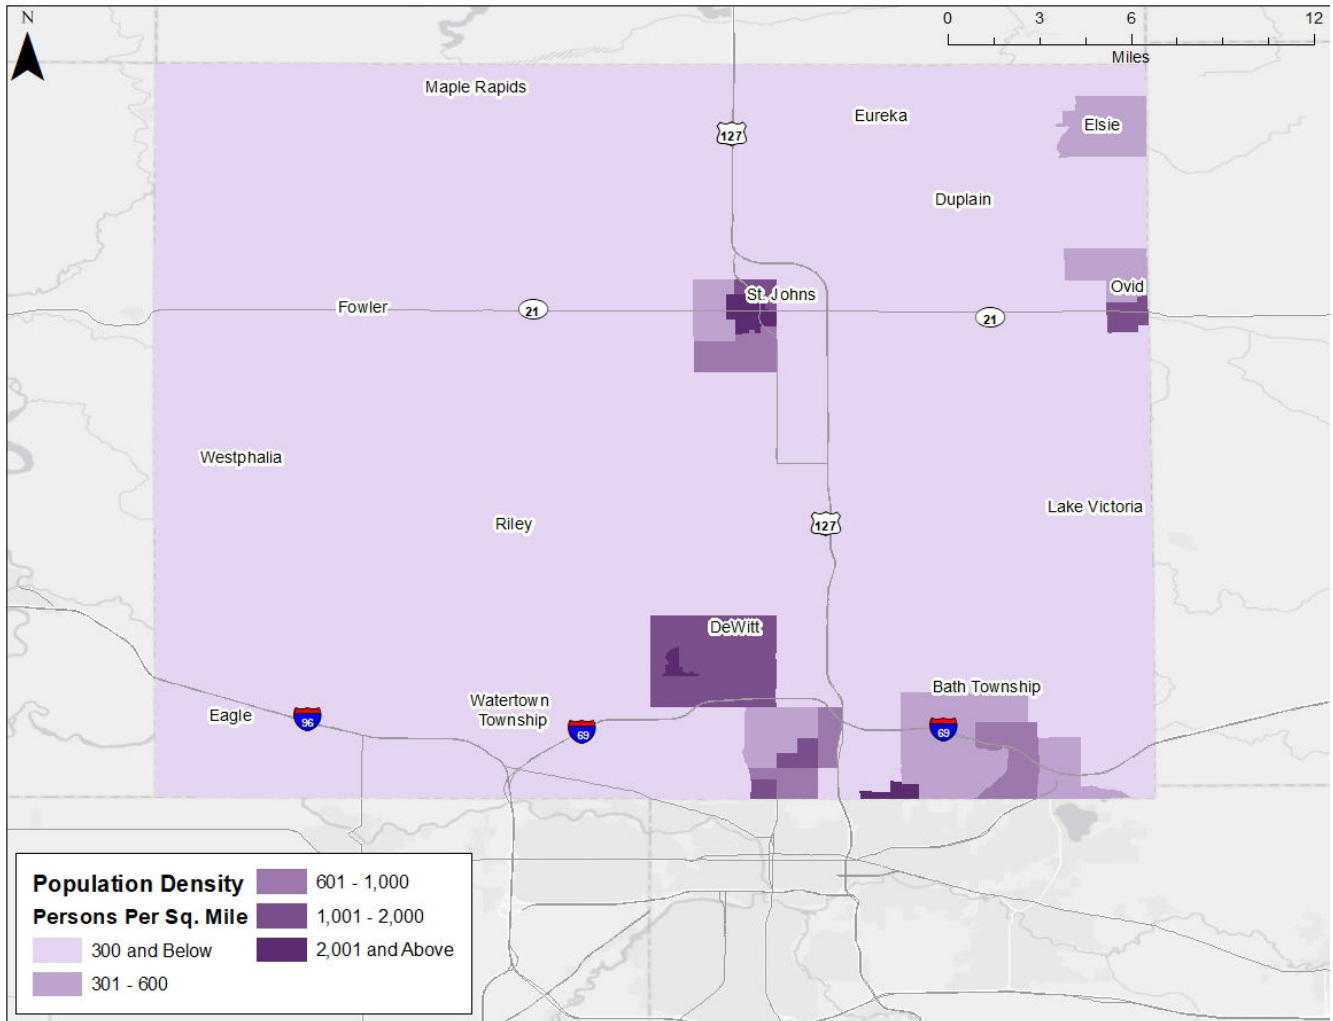 N
0 3 6 12
Miles
Maple Rapids
Eureka
Elsie
127
Duplain
Ovid
St. Johns
Fowler
21
21
Westphalia
Lake Victoria
Riley
127
DeWitt
Bath Township
Watertown
Township
Eagle
96
69
69
Population Density
Persons Per Sq. Mile
300 and Below
301 - 600
601 - 1,000
1,001 - 2,000
2,001 and Above